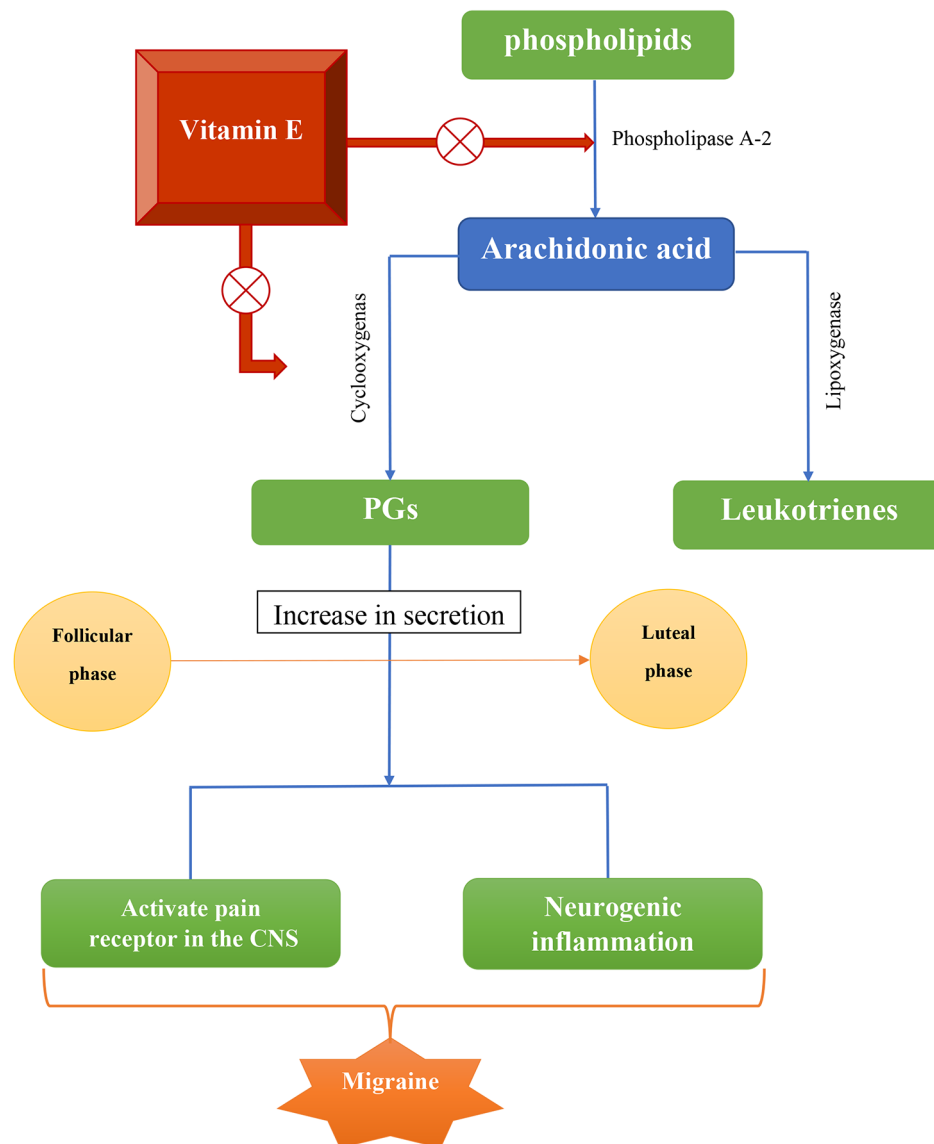 phospholipids
Vitamin E
Phospholipase A-2
Arachidonic acid
Cyclooxygenas
Lipoxygenase
PGs
Leukotrienes
Increase in secretion
Follicular
phase
Luteal
phase
Activate pain
receptor in the CNS
Neurogenic
inflammation
Migraine